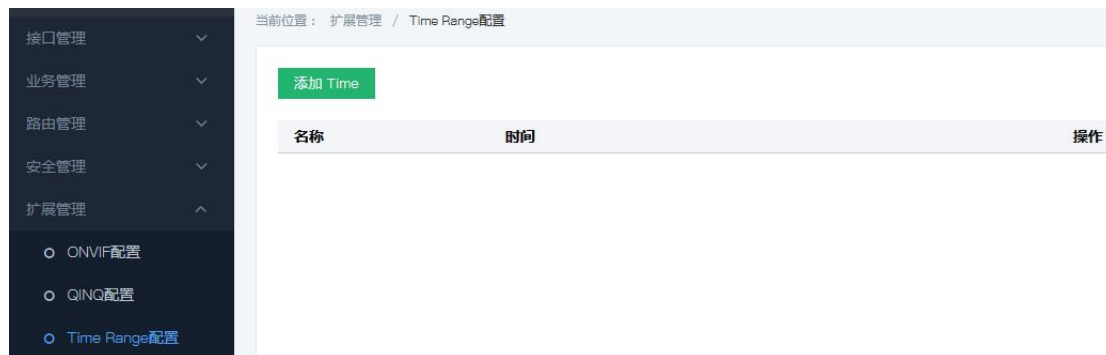 当前位置： 扩展管理 / Time Range配置
接口管理
业务管理
路由管理
安全管理
扩展管理
ONVIF配置
QINQ配置
Time Range配置
添加 Time
名称 时间 操作